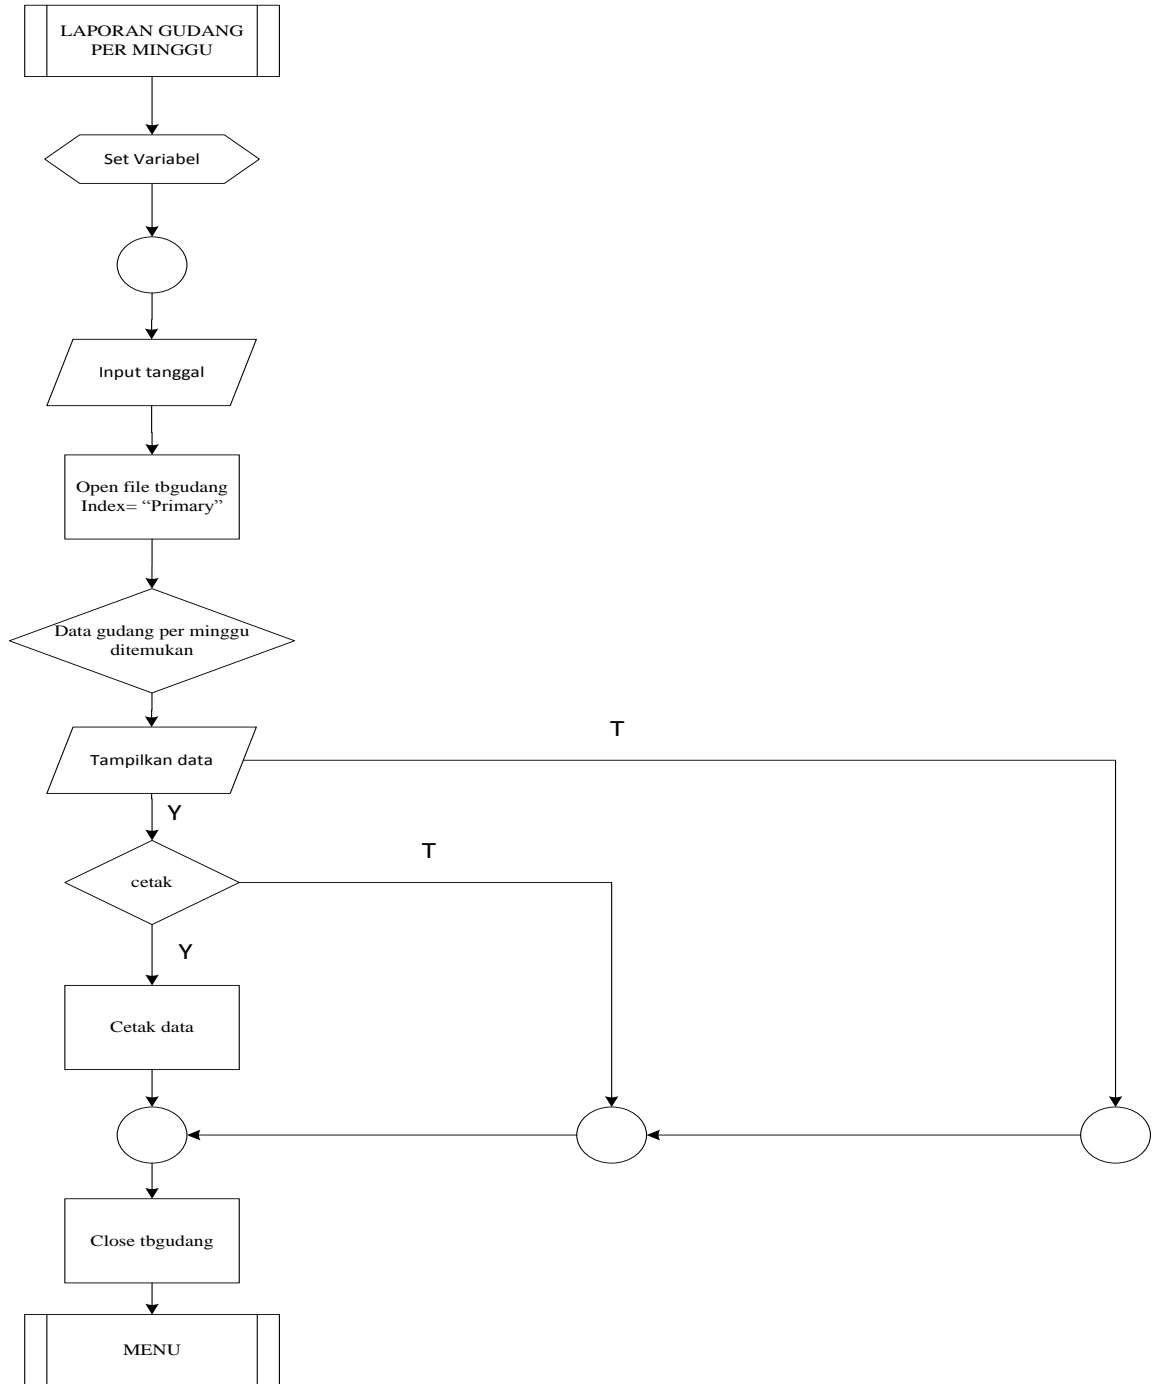 LAPORAN GUDANG
PER MINGGU
Set Variabel
Input tanggal
Open file tbgudang
Index= “Primary”
Data gudang per minggu
ditemukan
T
Tampilkan data
Y
T
cetak
Y
Cetak data
Close tbgudang
MENU